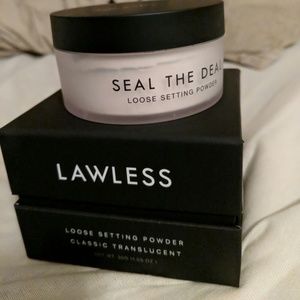 SEAL THE DEAL
LOOSE SETTING POWDER
LAWLESS
LOOSE SETTING POWDER
CLASSIC TRANSLUCENT